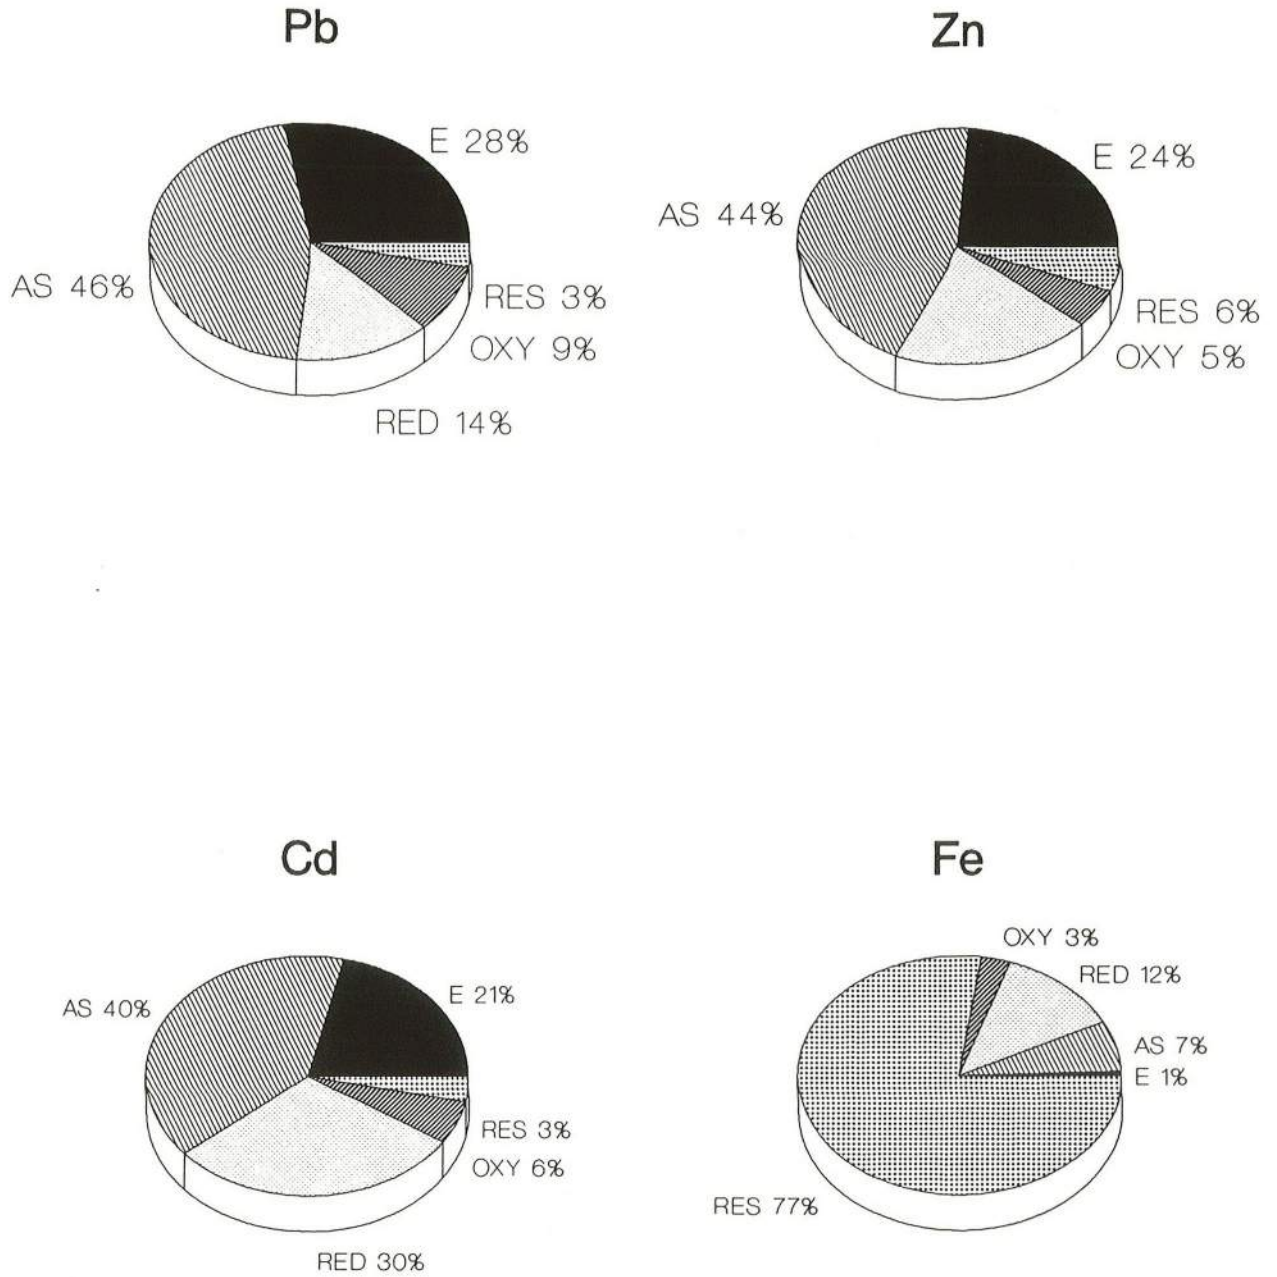 Pb
Zn
E 28%
E 24%
AS 44%
AS 46%
RES 3%
RES 6%
OXY 9%
OXY 5%
RED 14%
Cd
Fe
OXY 3%
RED 12%
AS 40%
E 21%
AS 7%
E 1%
RES 3%
OXY 6%
RES 77%
RED 30%